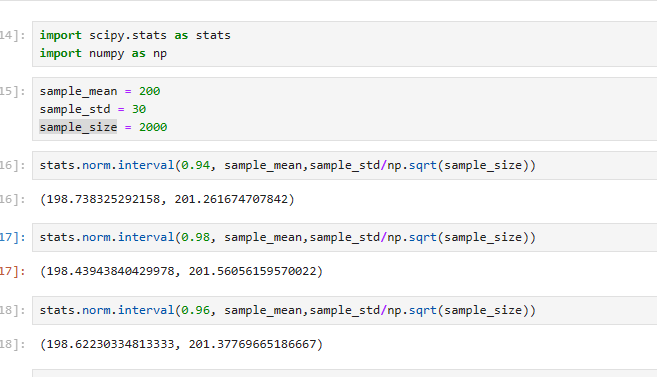 14]:
import scipy.stats as stats
import numpy as np
15]:
sample_mean = 200
sample_std = 30
sample_size = 2000
16]:
stats.norm.interval(0.94, sample_mean,sample_std/np.sqrt(sample_size))
16]:
(198.738325292158, 201.261674707842)
17]:
stats.norm.interval(0.98, sample_mean,sample_std/np.sqrt(sample_size))
17]:
(198.43943840429978, 201.56056159570022)
18]:
stats.norm.interval(0.96, sample_mean,sample_std/np.sqrt(sample_size))
18]:
(198.62230334813333, 201.37769665186667)